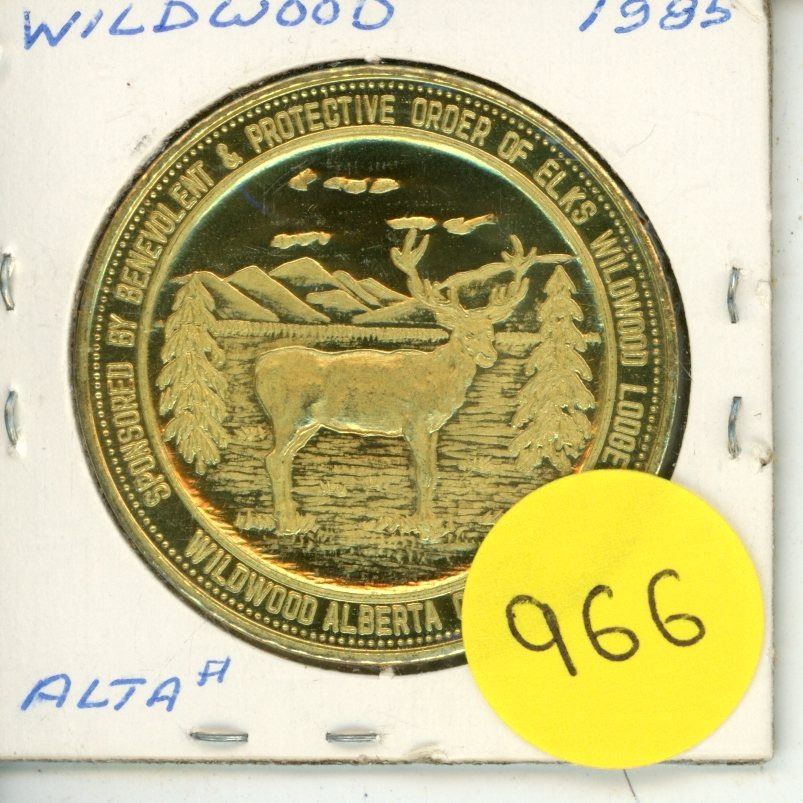 WILDWOOD 1985
SPONSORED BY BENEVOLENT & PROTECTIVE ORDER OF ELKS WILDWOOD LODGE
WILDWOOD ALBERTA
ALTA A
966